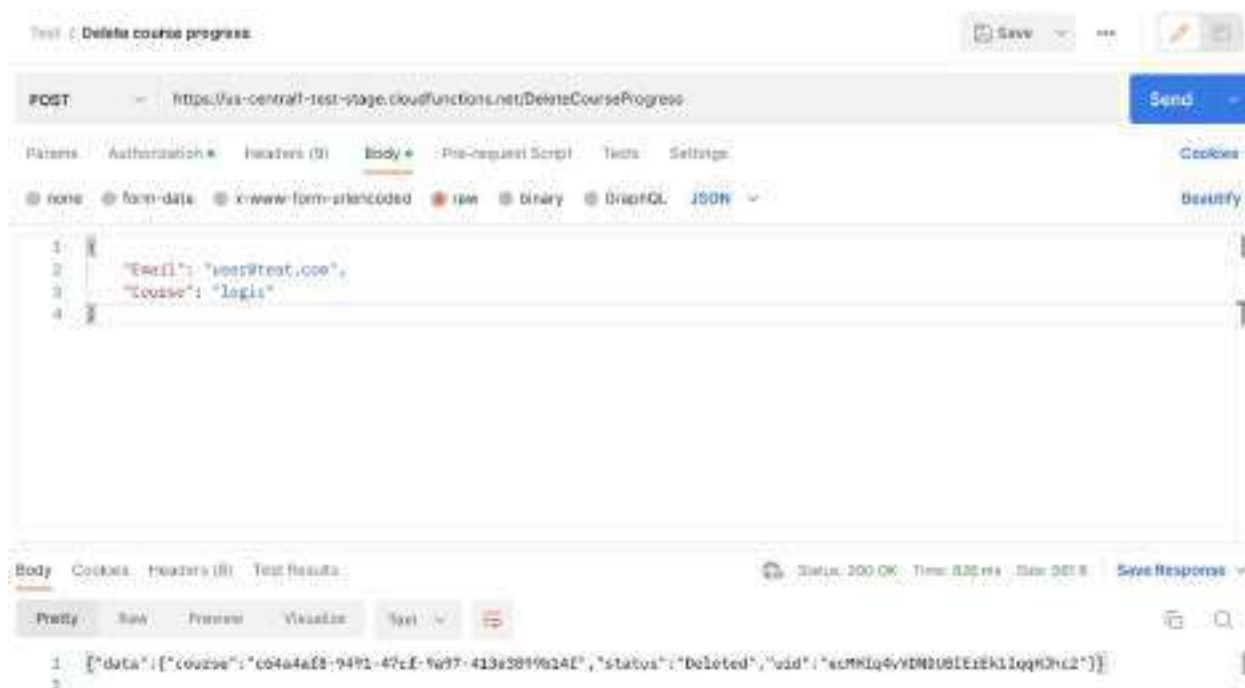 Test / Delete course progress
Save
POST https://us-central1-test-stage.cloudfunctions.net/DeleteCourseProgress
Send
Params Authorization Headers (9) Body Pre-request Script Tests Settings
Cookies
none form-data x-www-form-urlencoded raw binary GraphQL JSON
Beautify
1 {
2 "Email": "user@test.com",
3 "Course": "logic"
4 }
Body Cookies Headers (8) Test Results
Status: 200 OK Time: Size: Save Response
Pretty Raw Preview Visualize Text
1 {"data":{"course": "status":"Deleted","uid":
2